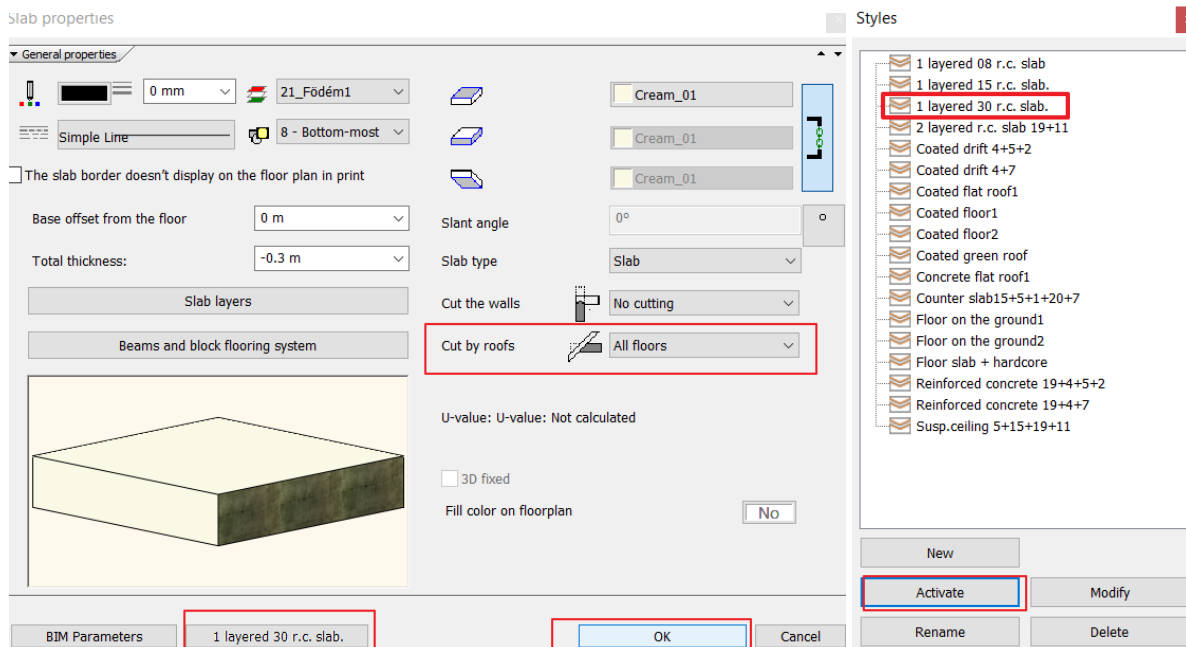 Slab properties
General properties
0 mm
21_Födém1
Simple Line
8 - Bottom-most
The slab border doesn't display on the floor plan in print
Base offset from the floor
0 m
Total thickness:
-0.3 m
Slab layers
Beams and block flooring system
Cream_01
Cream_01
Cream_01
Slant angle
0°
°
Slab type
Slab
Cut the walls
No cutting
Cut by roofs
All floors
U-value: U-value: Not calculated
3D fixed
Fill color on floorplan
No
BIM Parameters
1 layered 30 r.c. slab.
OK
Cancel
Styles
1 layered 08 r.c. slab
1 layered 15 r.c. slab.
1 layered 30 r.c. slab.
2 layered r.c. slab 19+11
Coated drift 4+5+2
Coated drift 4+7
Coated flat roof1
Coated floor1
Coated floor2
Coated green roof
Concrete flat roof1
Counter slab15+5+1+20+7
Floor on the ground1
Floor on the ground2
Floor slab + hardcore
Reinforced concrete 19+4+5+2
Reinforced concrete 19+4+7
Susp.ceiling 5+15+19+11
New
Activate
Modify
Rename
Delete